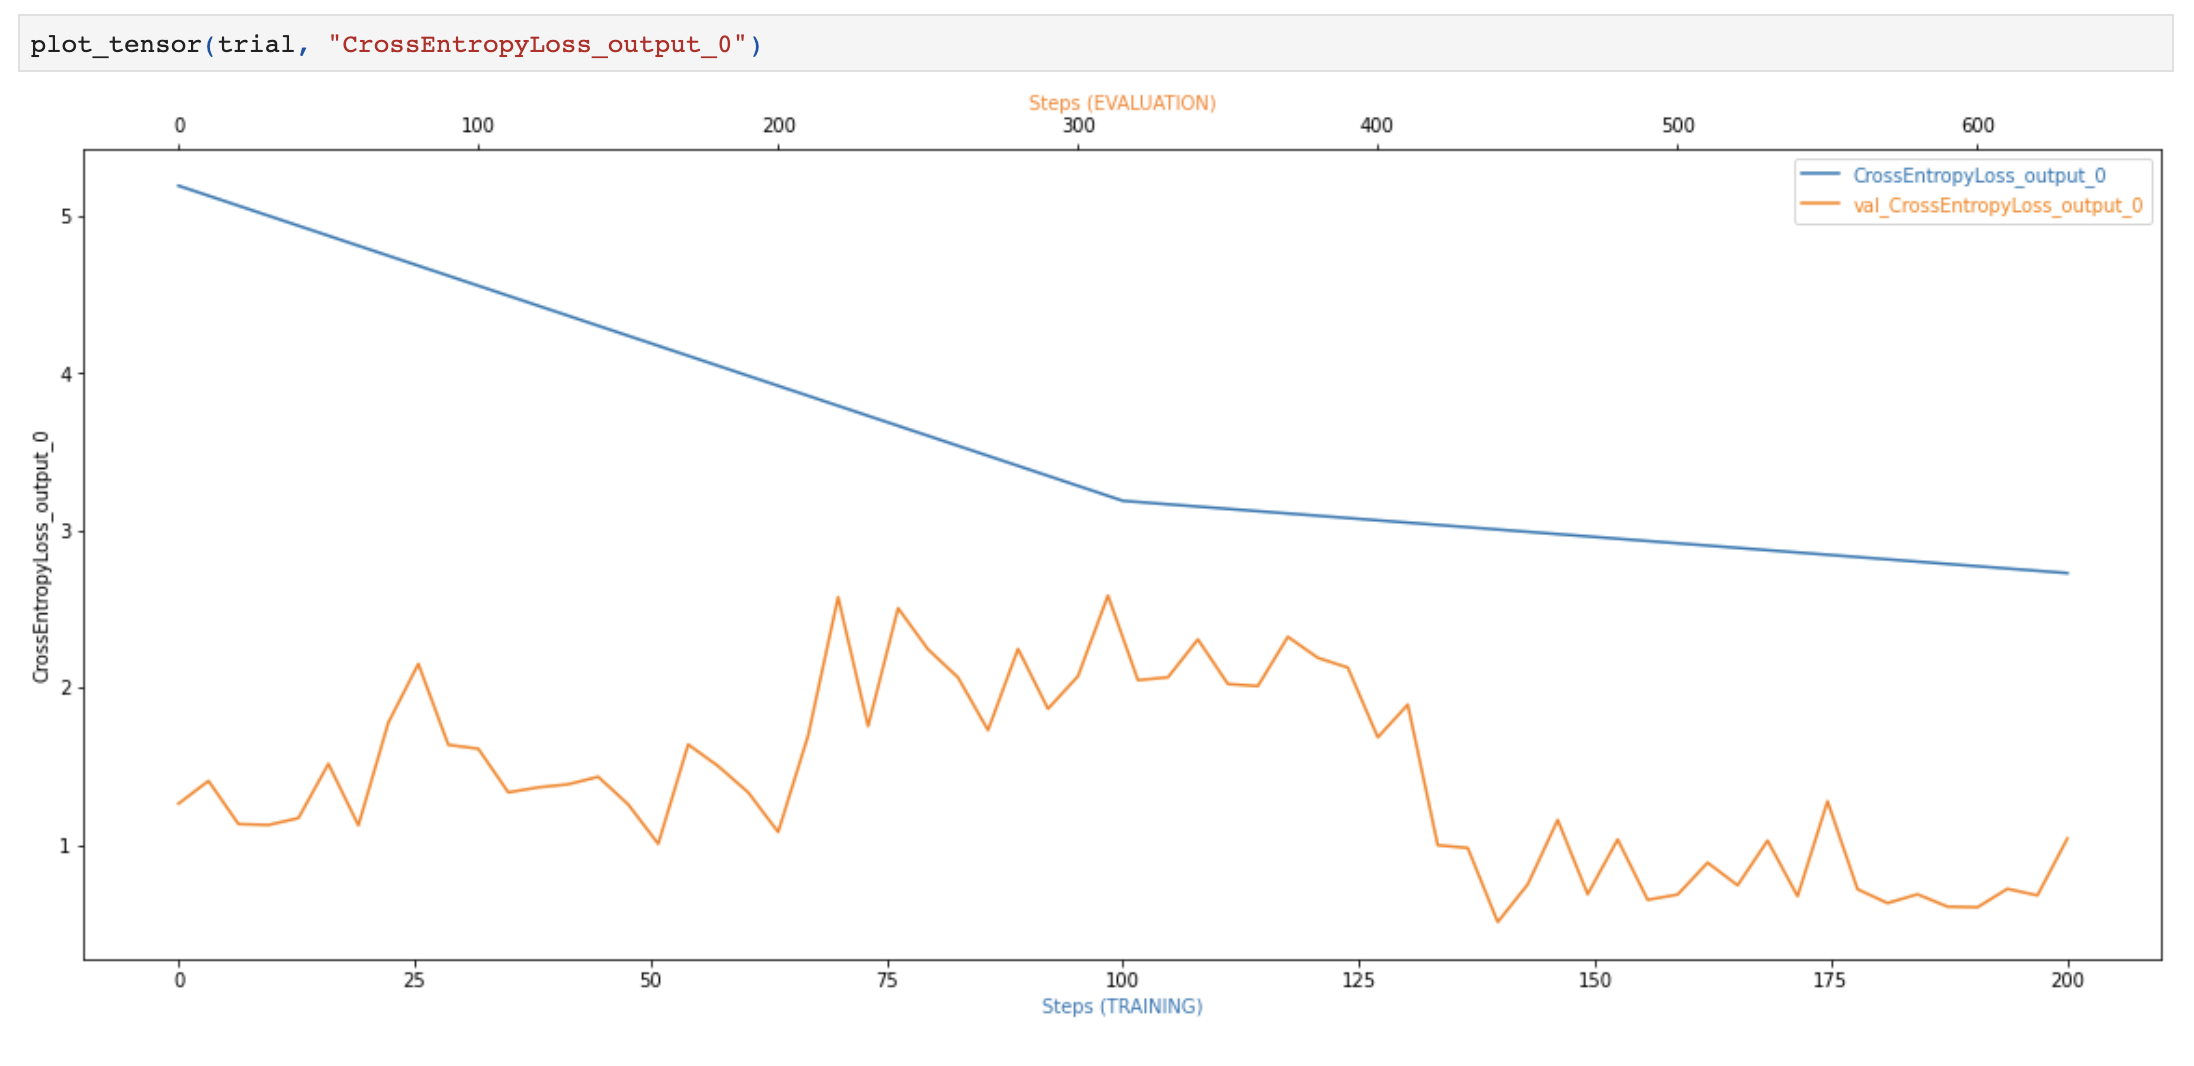 plot_tensor(trial, "CrossEntropyLoss_output_0")
Steps (EVALUATION)
0 100 200 300 400 500 600
CrossEntropyLoss_output_0
val_CrossEntropyLoss_output_0
5
4
3
2
1
CrossEntropyLoss_output_0
0 25 50 75 100 125 150 175 200
Steps (TRAINING)